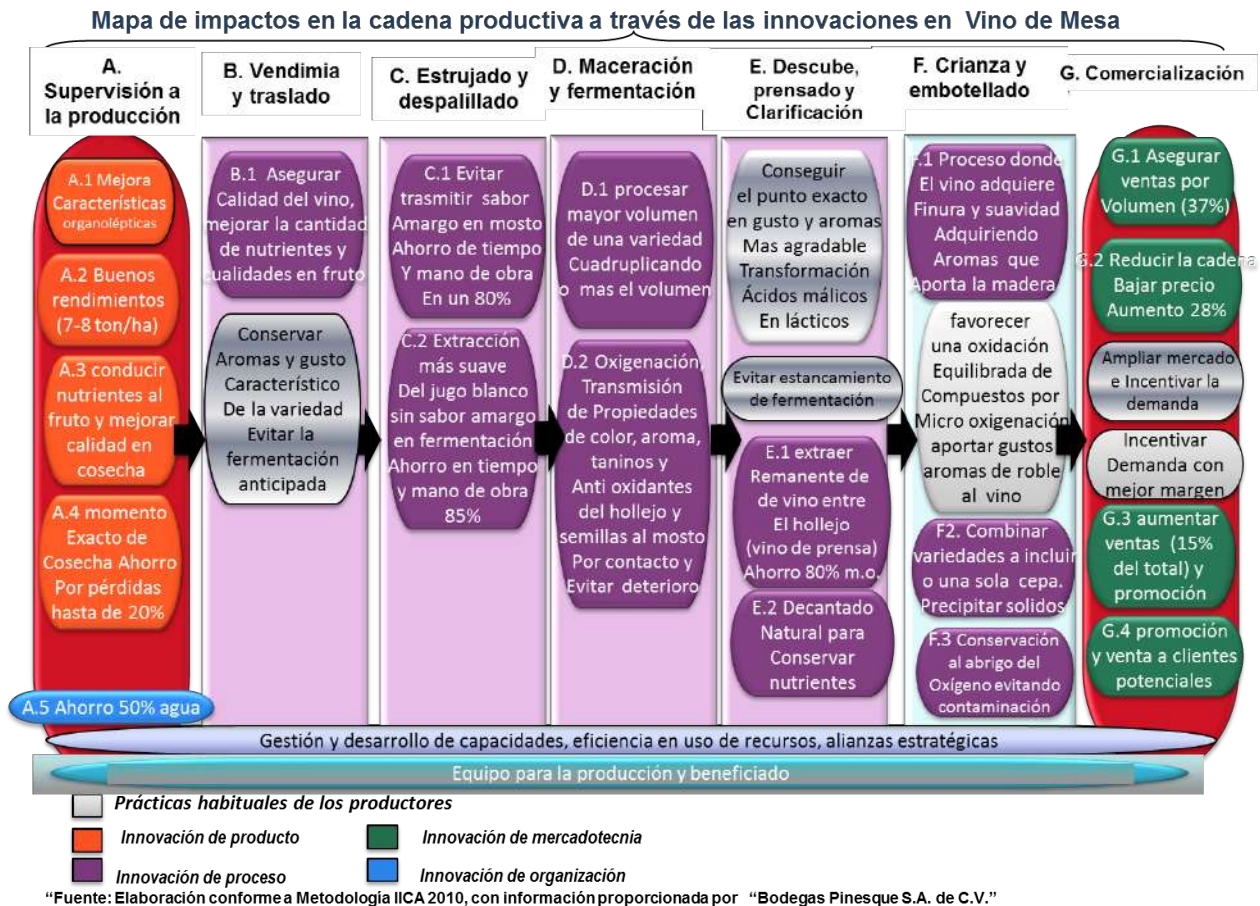 Mapa de impactos en la cadena productiva a través de las innovaciones en Vino de Mesa
A.
Supervisión a
la producción
B. Vendimia
y traslado
C. Estrujado y
despalillado
D. Maceración
y fermentación
E. Descube,
prensado y
Clarificación
F. Crianza y
embotellado
G. Comercialización
A.1 Mejora
Características
organolépticas
A.2 Buenos
rendimientos
(7-8 ton/ha)
A.3 conducir
nutrientes al
fruto y mejorar
calidad en
cosecha
A.4 momento
Exacto de
Cosecha Ahorro
Por pérdidas
hasta de 20%
A.5 Ahorro 50% agua
B.1 Asegurar
Calidad del vino,
mejorar la cantidad
de nutrientes y
cualidades en fruto
Conservar
Aromas y gusto
Característico
De la variedad
Evitar la
fermentación
anticipada
C.1 Evitar
trasmitir sabor
Amargo en mosto
Ahorro de tiempo
Y mano de obra
En un 80%
C.2 Extracción
más suave
Del jugo blanco
sin sabor amargo
en fermentación
Ahorro en tiempo
y mano de obra
85%
D.1 procesar
mayor volumen
de una variedad
Cuadruplicando
o mas el volumen
D.2 Oxigenación,
Transmisión
de Propiedades
de color, aroma,
taninos y
Anti oxidantes
del hollejo y
semillas al mosto
Por contacto y
Evitar deterioro
Conseguir
el punto exacto
en gusto y aromas
Mas agradable
Transformación
Ácidos málicos
En lácticos
Evitar estancamiento
de fermentación
E.1 extraer
Remanente de
de vino entre
El hollejo
(vino de prensa)
Ahorro 80% m.o.
E.2 Decantado
Natural para
Conservar
nutrientes
F.1 Proceso donde
El vino adquiere
Finura y suavidad
Adquiriendo
Aromas que
Aporta la madera
favorecer
una oxidación
Equilibrada de
Compuestos por
Micro oxigenación
aportar gustos
aromas de roble
al vino
F2. Combinar
variedades a incluir
o una sola cepa.
Precipitar solidos
F.3 Conservación
al abrigo del
Oxígeno evitando
contaminación
G.1 Asegurar
ventas por
Volumen (37%)
G.2 Reducir la cadena
Bajar precio
Aumento 28%
Ampliar mercado
e Incentivar la
demanda
Incentivar
Demanda con
mejor margen
G.3 aumentar
ventas (15%
del total) y
promoción
G.4 promoción
y venta a clientes
potenciales
Gestión y desarrollo de capacidades, eficiencia en uso de recursos, alianzas estratégicas
Equipo para la producción y beneficiado
Prácticas habituales de los productores
Innovación de producto
Innovación de mercadotecnia
Innovación de proceso
Innovación de organización
“Fuente: Elaboración conforme a Metodología IICA 2010, con información proporcionada por “Bodegas Pinesque S.A. de C.V.”